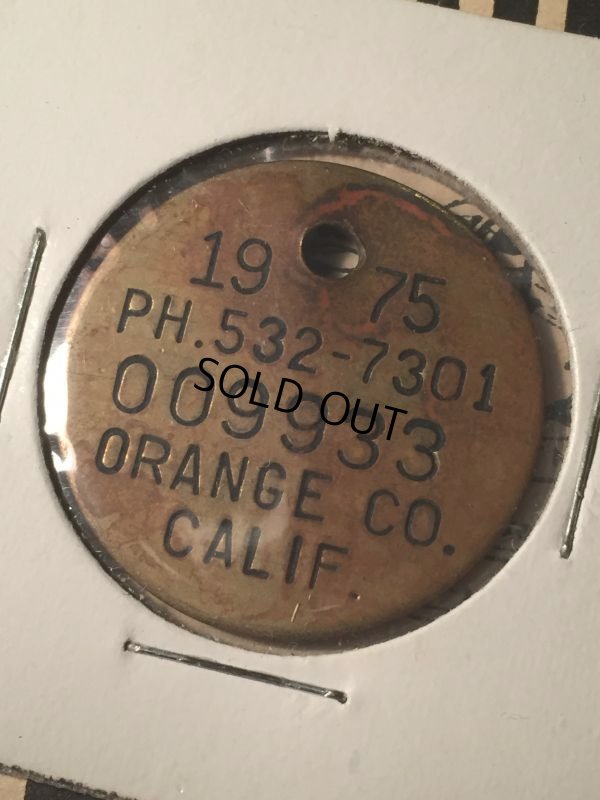 19 75
PH.532-7301
009933
SOLD OUT
ORANGE CO.
CALIF.